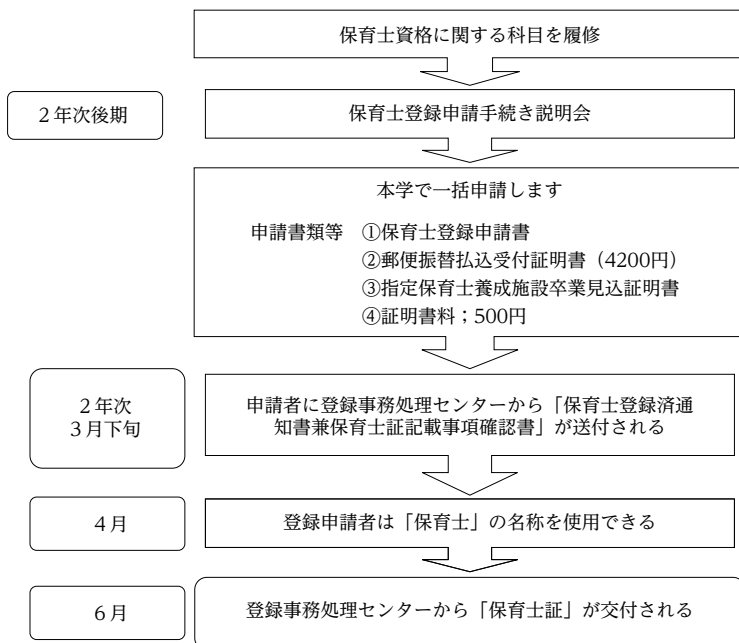 保育士資格に関する科目を履修
2年次後期
保育士登録申請手続き説明会
本学で一括申請します
申請書類等 ①保育士登録申請書
②郵便振替払込受付証明書（4200円）
③指定保育士養成施設卒業見込証明書
④証明書料；500円
2年次
3月下旬
申請者に登録事務処理センターから「保育士登録済通
知書兼保育士証記載事項確認書」が送付される
4月
登録申請者は「保育士」の名称を使用できる
6月
登録事務処理センターから「保育士証」が交付される